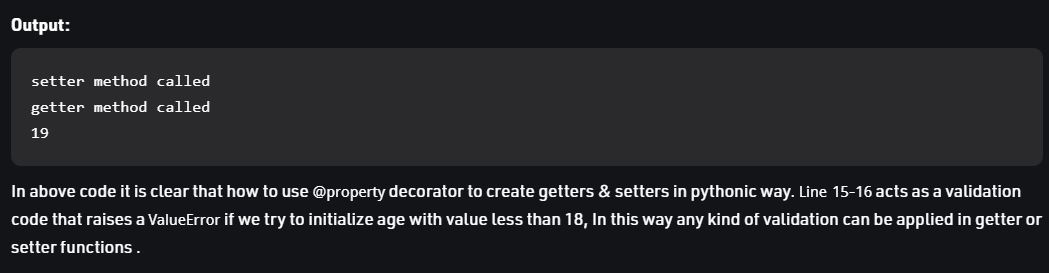 Output:
setter method called
getter method called
19
In above code it is clear that how to use @property decorator to create getters & setters in pythonic way. Line 15-16 acts as a validation
code that raises a ValueError if we try to initialize age with value less than 18, In this way any kind of validation can be applied in getter or
setter functions .